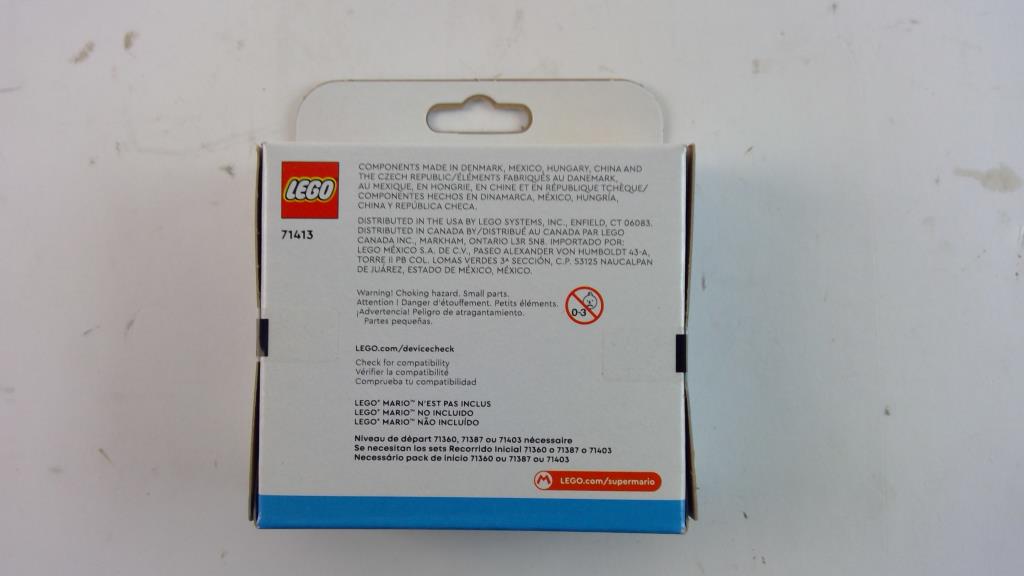 LEGO
71413
COMPONENTS MADE IN DENMARK, MEXICO, HUNGARY, CHINA AND
THE CZECH REPUBLIC/ÉLÉMENTS FABRIQUÉS AU DANEMARK,
AU MEXIQUE, EN HONGRIE, EN CHINE ET EN RÉPUBLIQUE TCHÈQUE/
COMPONENTES HECHOS EN DINAMARCA, MÉXICO, HUNGRÍA,
CHINA Y REPÚBLICA CHECA.
DISTRIBUTED IN THE USA BY LEGO SYSTEMS, INC., ENFIELD, CT 06083.
DISTRIBUTED IN CANADA BY/DISTRIBUÉ AU CANADA PAR LEGO
CANADA INC., MARKHAM, ONTARIO L3R 5N8. IMPORTADO POR:
LEGO MÉXICO S.A. DE C.V., PASEO ALEXANDER VON HUMBOLDT 43-A,
TORRE II PB COL. LOMAS VERDES 3ª SECCIÓN, C.P. 53125 NAUCALPAN
DE JUÁREZ, ESTADO DE MÉXICO, MÉXICO.
Warning! Choking hazard. Small parts.
Attention ! Danger d'étouffement. Petits éléments.
¡Advertencia! Peligro de atragantamiento.
Partes pequeñas.
0-3
LEGO.com/devicecheck
Check for compatibility
Vérifier la compatibilité
Comprueba tu compatibilidad
LEGO® MARIO™ N'EST PAS INCLUS
LEGO® MARIO™ NO INCLUIDO
LEGO® MARIO™ NÃO INCLUÍDO
Niveau de départ 71360, 71387 ou 71403 nécessaire
Se necesitan los sets Recorrido Inicial 71360 o 71387 o 71403
Necessário pack de início 71360 ou 71387 ou 71403
M LEGO.com/supermario